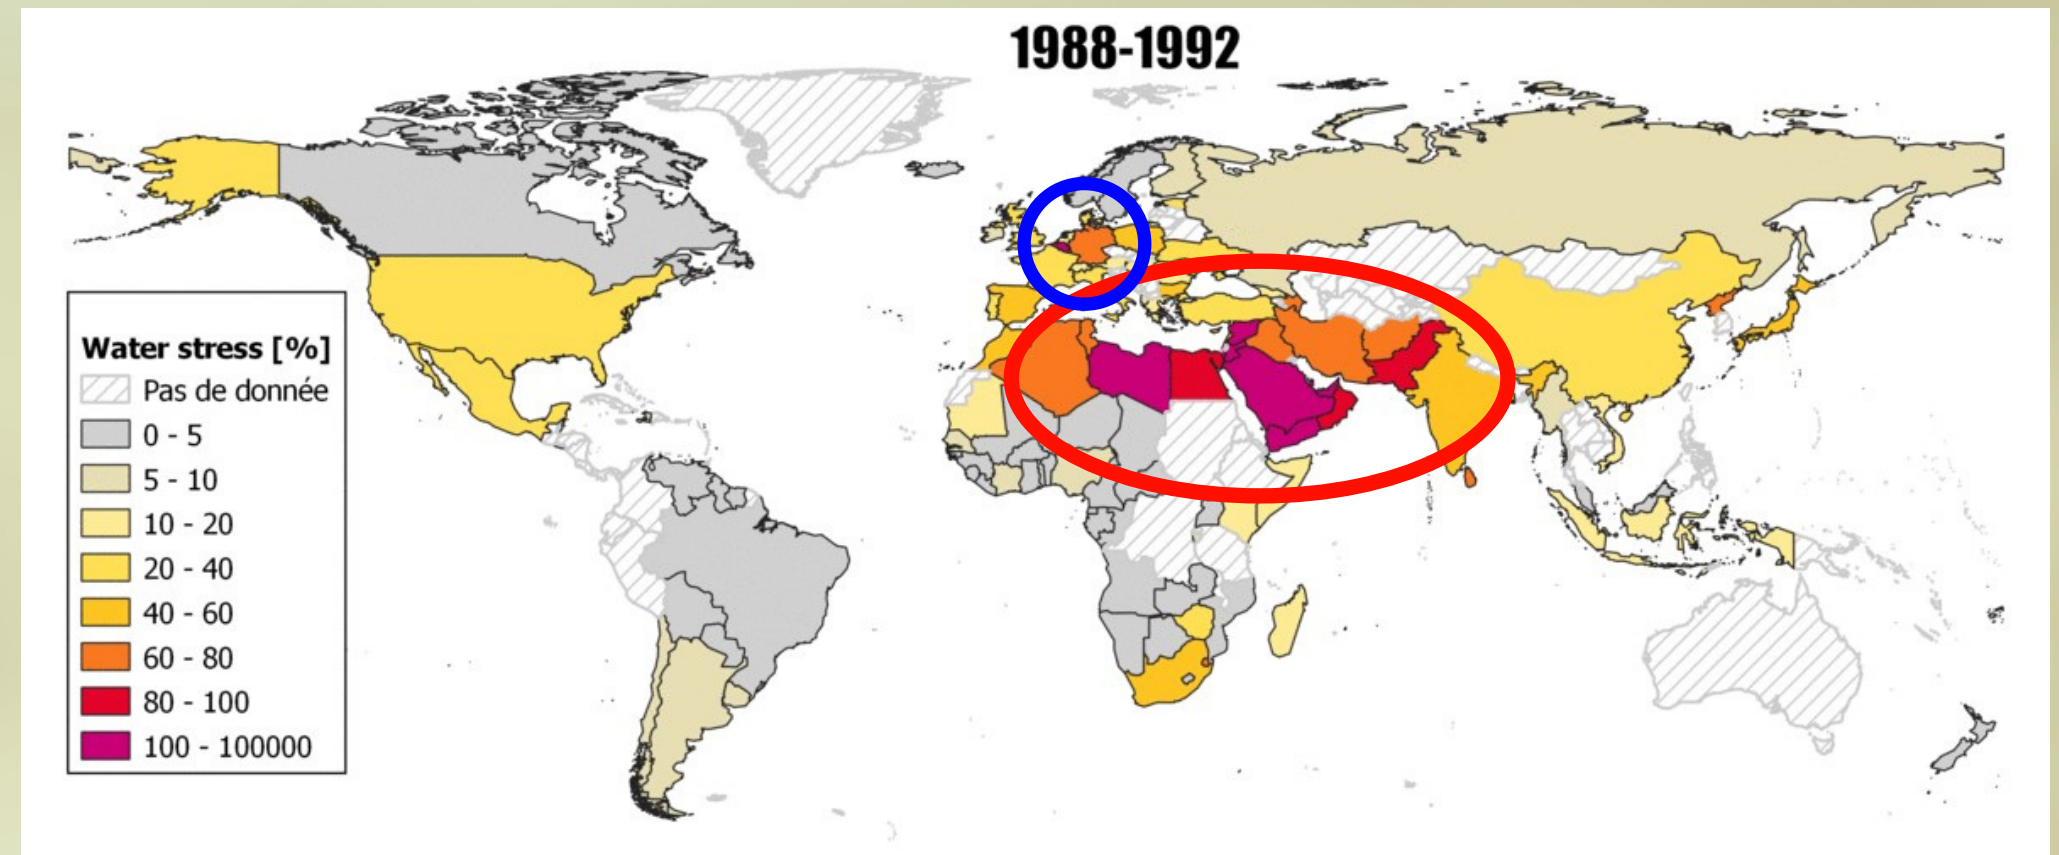 1988-1992
Water stress [%]
Pas de donnée
0 - 5
5 - 10
10 - 20
20 - 40
40 - 60
60 - 80
80 - 100
100 - 100000